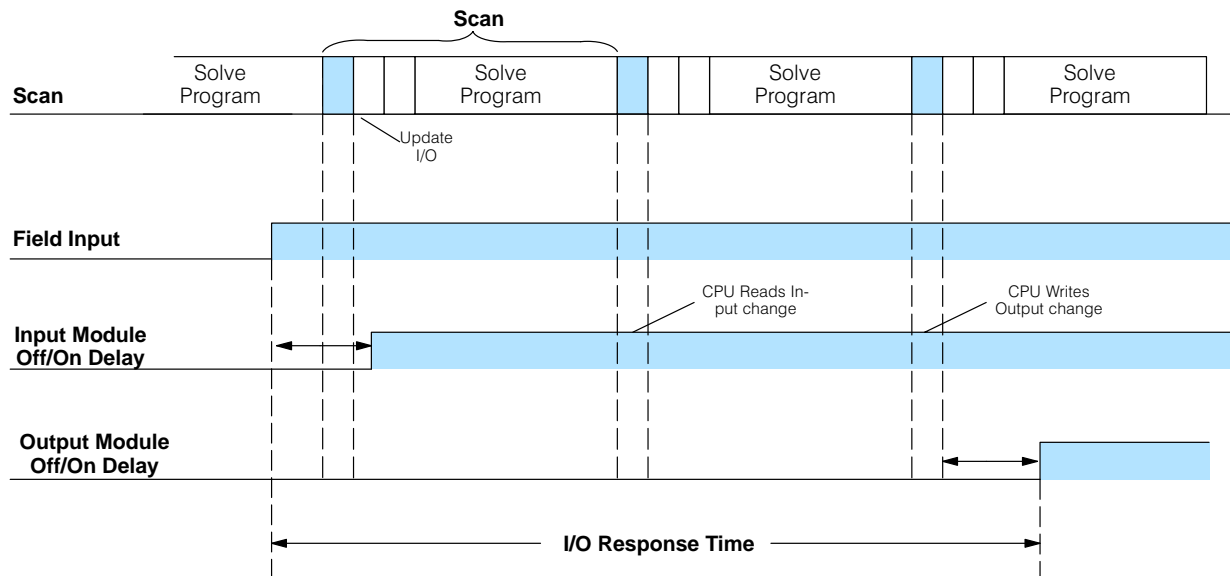 Scan
Solve
Program
Solve
Program
Solve
Program
Solve
Program
Scan
Update
I/O
Field Input
CPU Reads In-
put change
CPU Writes
Output change
Input Module
Off/On Delay
Output Module
Off/On Delay
I/O Response Time